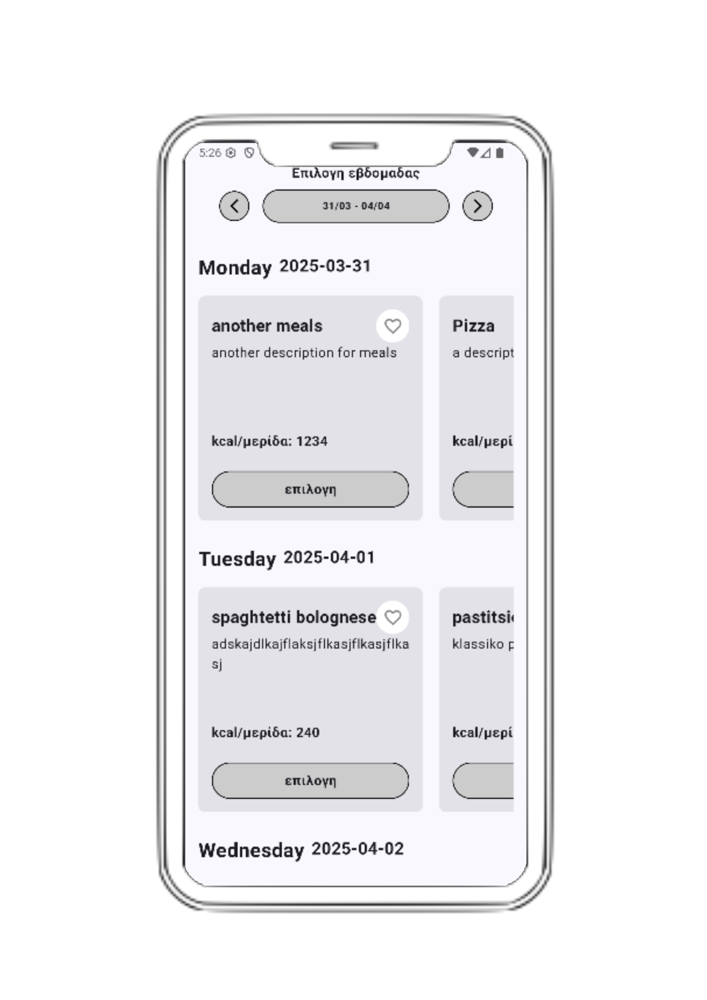 5:26
Επιλογη εβδομαδας
31/03 - 04/04
Monday 2025-03-31
another meals
another description for meals
kcal/μερίδα: 1234
επιλογη
Pizza
a descript
kcal/μερί
Tuesday 2025-04-01
spaghtetti bolognese
adskajdlkajflaksjflkasjflkasjflka
sj
kcal/μερίδα: 240
επιλογη
pastitsi
klassiko p
kcal/μερί
Wednesday 2025-04-02